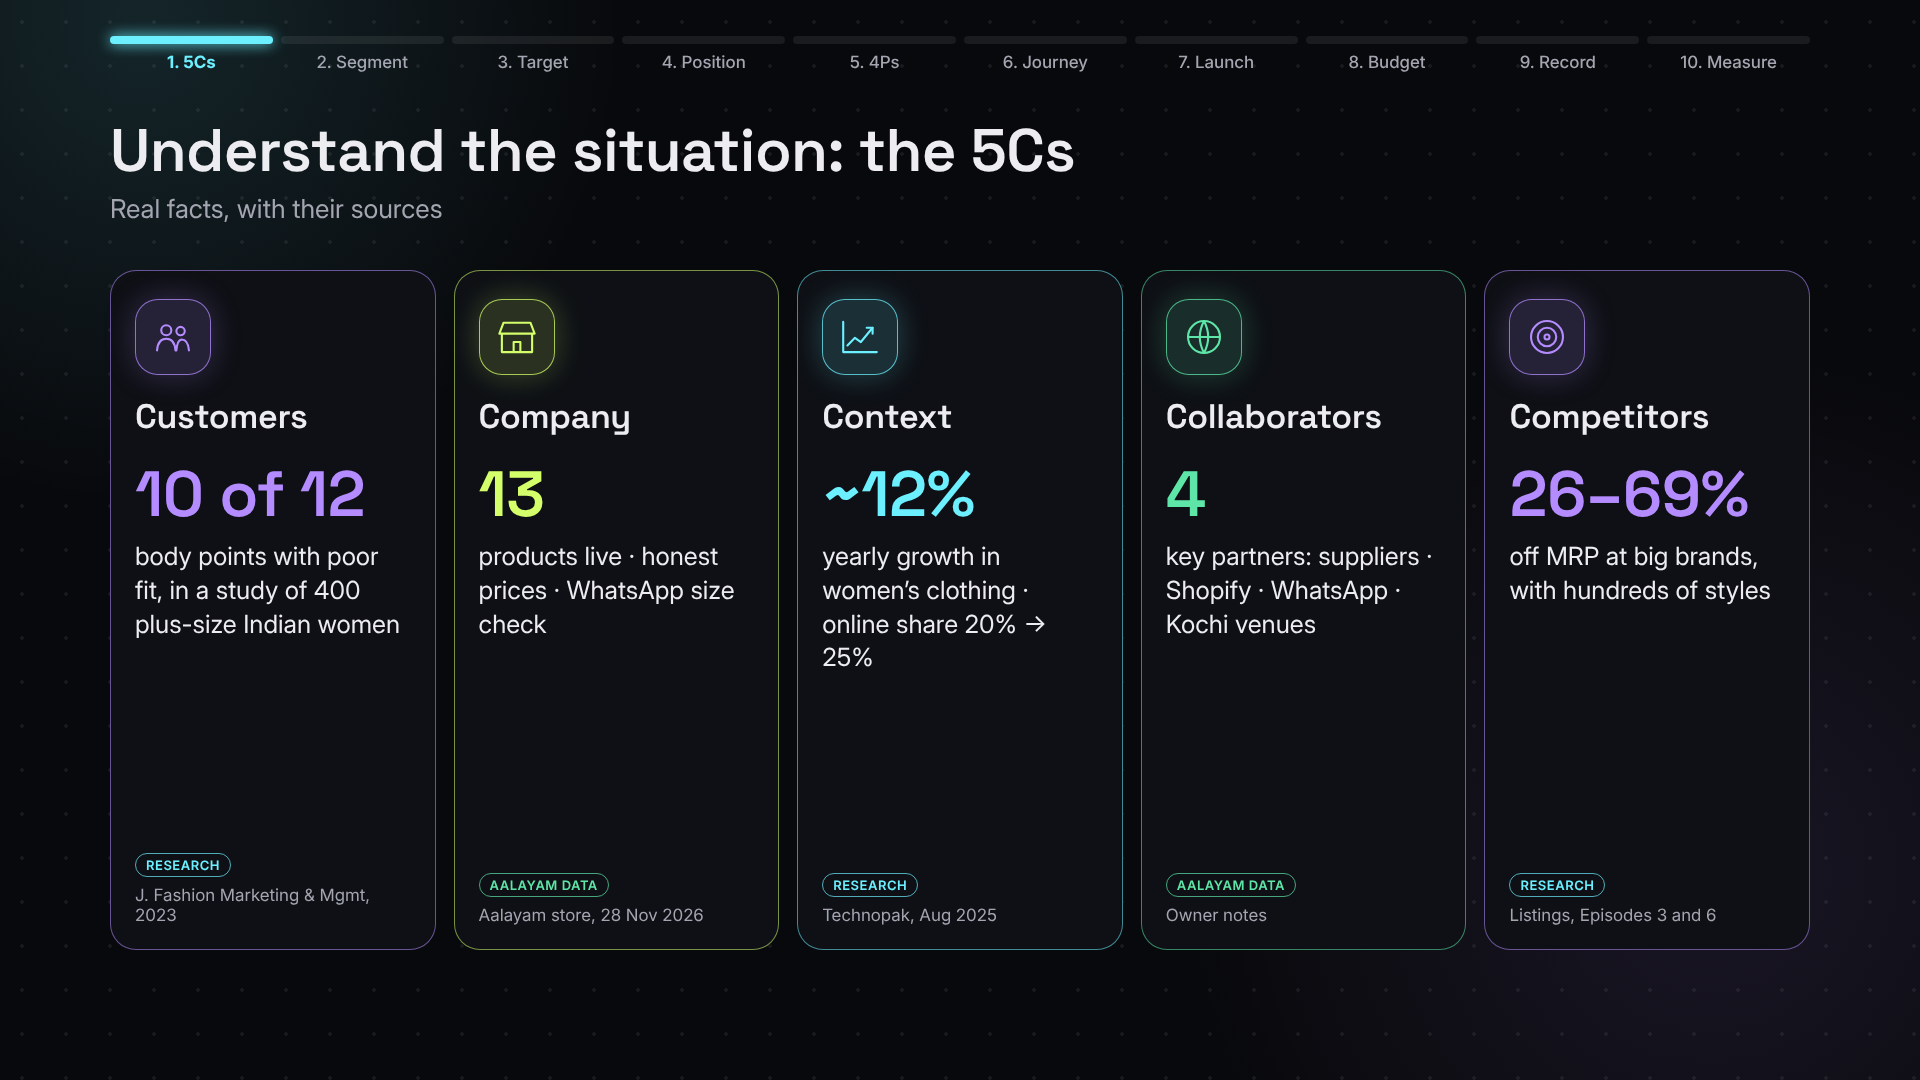 1. 5Cs
2. Segment
3. Target
4. Position
5. 4Ps
6. Journey
7. Launch
8. Budget
9. Record
10. Measure
Understand the situation: the 5Cs
Real facts, with their sources
Customers
10 of 12
body points with poor
fit, in a study of 400
plus-size Indian women
RESEARCH
J. Fashion Marketing & Mgmt,
2023
Company
13
products live · honest
prices · WhatsApp size
check
AALAYAM DATA
Aalayam store, 28 Nov 2026
Context
~12%
yearly growth in
women’s clothing ·
online share 20% →
25%
RESEARCH
Technopak, Aug 2025
Collaborators
4
key partners: suppliers ·
Shopify · WhatsApp ·
Kochi venues
AALAYAM DATA
Owner notes
Competitors
26–69%
off MRP at big brands,
with hundreds of styles
RESEARCH
Listings, Episodes 3 and 6